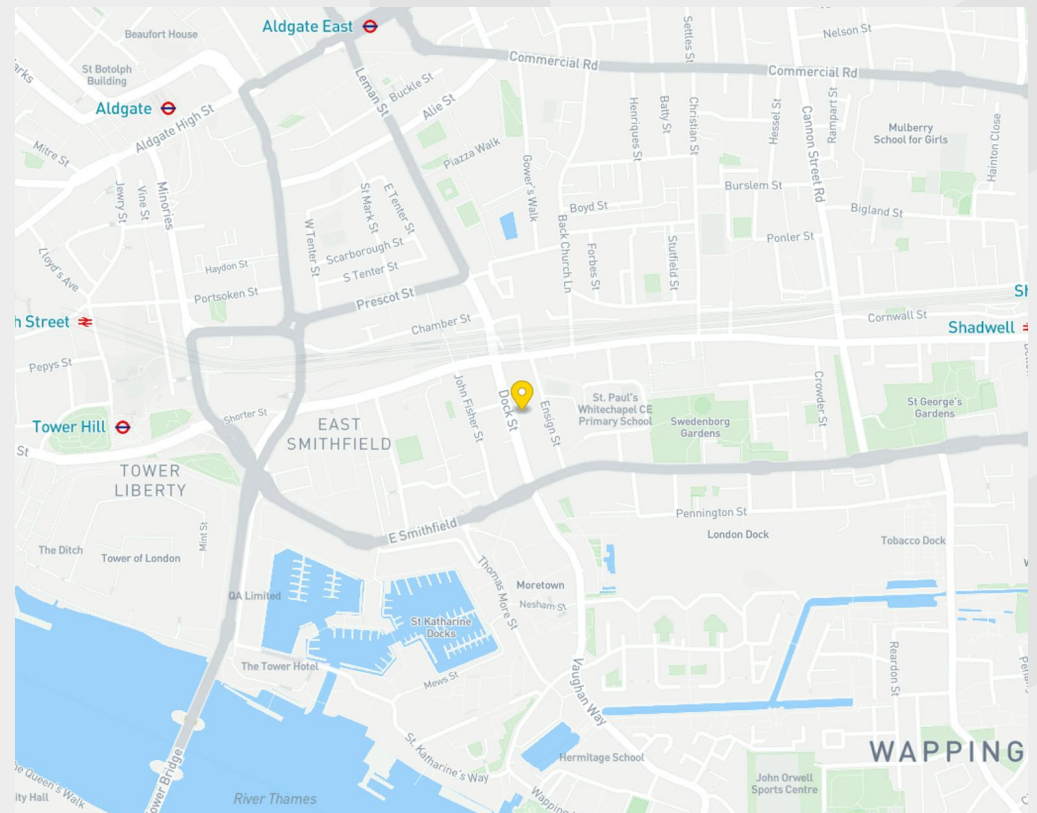 Aldgate East
Beaufort House
Settles St
Nelson St
Commercial Rd
Commercial Rd
St Botolph
Building
Leman St
Buckle St
Aldgate
Alie St
Aldgate High St
Henriques St
Batty St
Christian St
Hessel St
Cannon Street Rd
Rampart St
Mulberry
School for Girls
Hainton Close
Mitre St
Piazza Walk
Gower's Walk
Jewry St
Vine St
Minories
St Mark St
E Tenter St
Burslem St
Boyd St
Bigland St
W Tenter St
Back Church Ln
Forbes St
Stutfield St
Ponler St
Lloyd's Ave
Scarborough St
Haydon St
S Tenter St
Portsoken St
Prescot St
Sh
h Street
Chamber St
Cornwall St
Shadwell
Pepys St
John Fisher St
Dock St
Ensign St
St. Paul's
Whitechapel CE
Primary School
Swedenborg
Gardens
Crowder St
St George's
Gardens
Shorter St
Tower Hill
EAST
SMITHFIELD
St
TOWER
LIBERTY
Pennington St
E Smithfield
London Dock
Tobacco Dock
Mint St
The Ditch
Tower of London
Thomas More St
Moretown
QA Limited
Nesham St
St Katharine
Docks
The Tower Hotel
Mews St
Reardon St
Vaughan Way
WAPPING
St. Katharine's Way
Hermitage School
John Orwell
Sports Centre
ower Bridge
he Queen's Walk
ity Hall
River Thames
Wapping